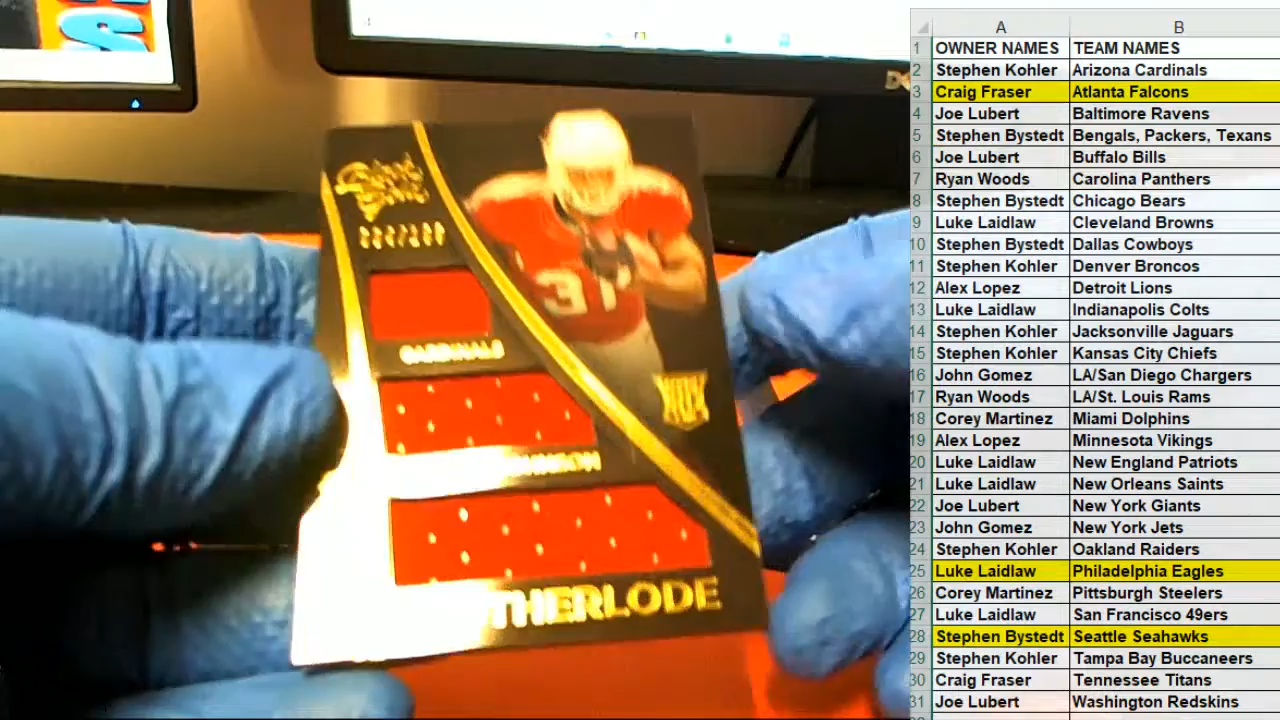 CARDINALS
31
A B
1 OWNER NAMES TEAM NAMES
2 Stephen Kohler Arizona Cardinals
3 Craig Fraser Atlanta Falcons
4 Joe Lubert Baltimore Ravens
5 Stephen Bystedt Bengals, Packers, Texans
6 Joe Lubert Buffalo Bills
7 Ryan Woods Carolina Panthers
8 Stephen Bystedt Chicago Bears
9 Luke Laidlaw Cleveland Browns
10 Stephen Bystedt Dallas Cowboys
11 Stephen Kohler Denver Broncos
12 Alex Lopez Detroit Lions
13 Luke Laidlaw Indianapolis Colts
14 Stephen Kohler Jacksonville Jaguars
15 Stephen Kohler Kansas City Chiefs
16 John Gomez LA/San Diego Chargers
17 Ryan Woods LA/St. Louis Rams
18 Corey Martinez Miami Dolphins
19 Alex Lopez Minnesota Vikings
20 Luke Laidlaw New England Patriots
21 Luke Laidlaw New Orleans Saints
22 Joe Lubert New York Giants
23 John Gomez New York Jets
24 Stephen Kohler Oakland Raiders
25 Luke Laidlaw Philadelphia Eagles
26 Corey Martinez Pittsburgh Steelers
27 Luke Laidlaw San Francisco 49ers
28 Stephen Bystedt Seattle Seahawks
29 Stephen Kohler Tampa Bay Buccaneers
30 Craig Fraser Tennessee Titans
31 Joe Lubert Washington Redskins